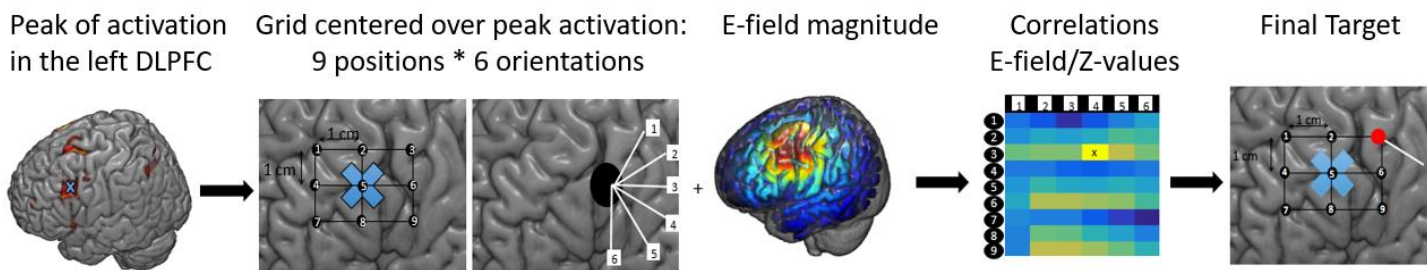 Peak of activation
in the left DLPFC
Grid centered over peak activation:
9 positions * 6 orientations
E-field magnitude
Correlations
E-field/Z-values
Final Target
X
1 cm
1 cm
1 2 3
4 5 6
7 8 9
1
2
3
4
5
6
+
1 2 3 4 5 6
1
2
3
x
4
5
6
7
8
9
1 cm
1 cm
1 2
4 5 6
7 8 9